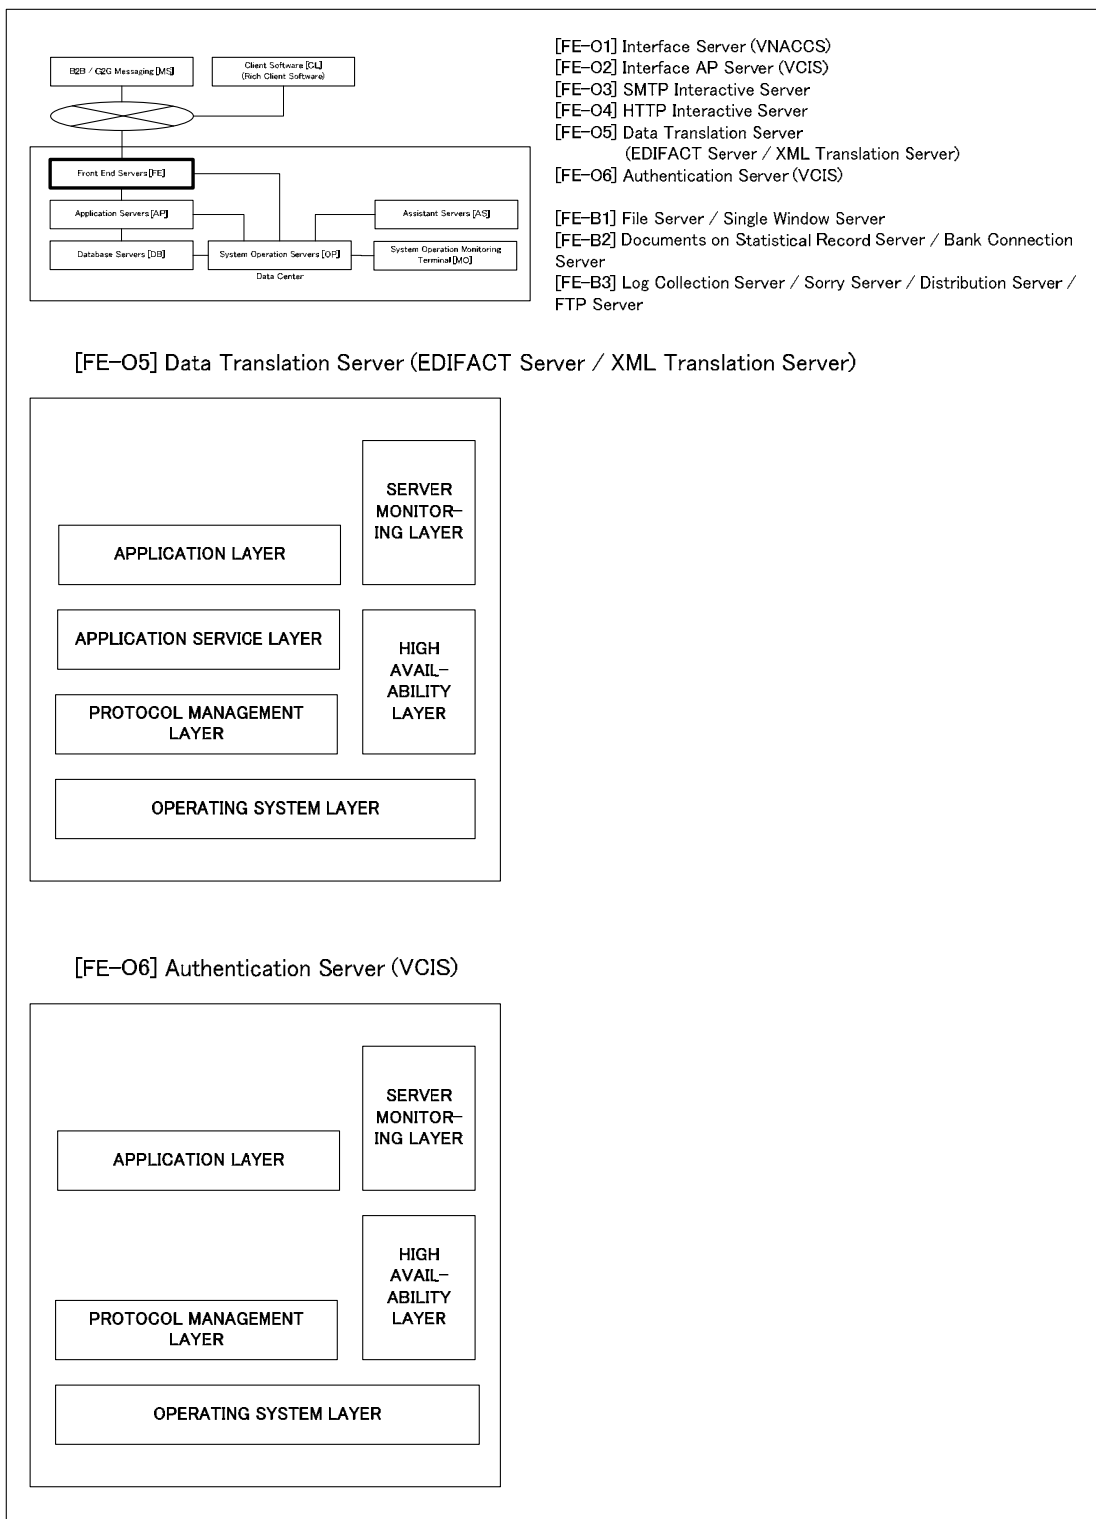 B2B / G2G Messaging [MS]
Client Software [CL]
(Rich Client Software)
Front End Servers [FE]
Application Servers [AP]
Assistant Servers [AS]
Database Servers [DB]
System Operation Servers [OP]
System Operation Monitoring
Terminal [MO]
Data Center
[FE-O1] Interface Server (VNACCS)
[FE-O2] Interface AP Server (VCIS)
[FE-O3] SMTP Interactive Server
[FE-O4] HTTP Interactive Server
[FE-O5] Data Translation Server
(EDIFACT Server / XML Translation Server)
[FE-O6] Authentication Server (VCIS)
[FE-B1] File Server / Single Window Server
[FE-B2] Documents on Statistical Record Server / Bank Connection
Server
[FE-B3] Log Collection Server / Sorry Server / Distribution Server /
FTP Server
[FE-O5] Data Translation Server (EDIFACT Server / XML Translation Server)
SERVER
MONITOR-
ING LAYER
APPLICATION LAYER
APPLICATION SERVICE LAYER
HIGH
AVAIL-
ABILITY
LAYER
PROTOCOL MANAGEMENT
LAYER
OPERATING SYSTEM LAYER
[FE-O6] Authentication Server (VCIS)
SERVER
MONITOR-
ING LAYER
APPLICATION LAYER
HIGH
AVAIL-
ABILITY
LAYER
PROTOCOL MANAGEMENT
LAYER
OPERATING SYSTEM LAYER